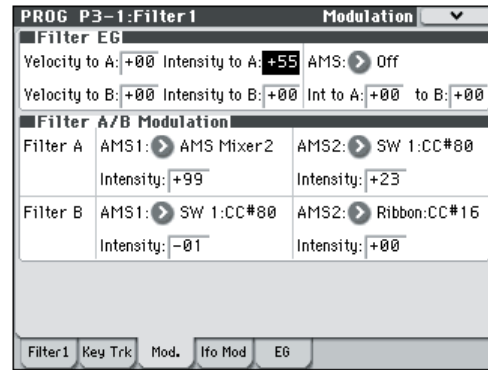 PROG P3-1:Filter1 Modulation
Filter EG
Velocity to A: +00 Intensity to A: +55 AMS: Off
Velocity to B: +00 Intensity to B: +00 Int to A: +00 to B: +00
Filter A/B Modulation
Filter A AMS1: AMS Mixer2 AMS2: SW 1:CC#80
Intensity: +99 Intensity: +23
Filter B AMS1: SW 1:CC#80 AMS2: Ribbon:CC#16
Intensity: -01 Intensity: +00
Filter1 Key Trk Mod. lfo Mod EG